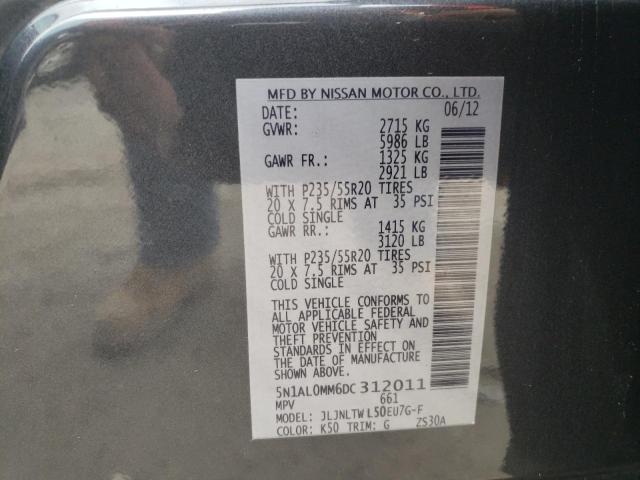 MFD BY NISSAN MOTOR CO., LTD.
DATE: 06/12
GVWR: 2715 KG
5986 LB
GAWR FR.: 1325 KG
2921 LB
WITH P235/55R20 TIRES
20 X 7.5 RIMS AT 35 PSI
COLD SINGLE
GAWR RR.: 1415 KG
3120 LB
WITH P235/55R20 TIRES
20 X 7.5 RIMS AT 35 PSI
COLD SINGLE
THIS VEHICLE CONFORMS TO
ALL APPLICABLE FEDERAL
MOTOR VEHICLE SAFETY AND
THEFT PREVENTION
STANDARDS IN EFFECT ON
THE DATE OF MANUFACTURE
SHOWN ABOVE.
5N1AL0MM6DC312011
MPV 661
MODEL: JLJNLTWL50EU7G-F
COLOR: K50 TRIM: G ZS30A